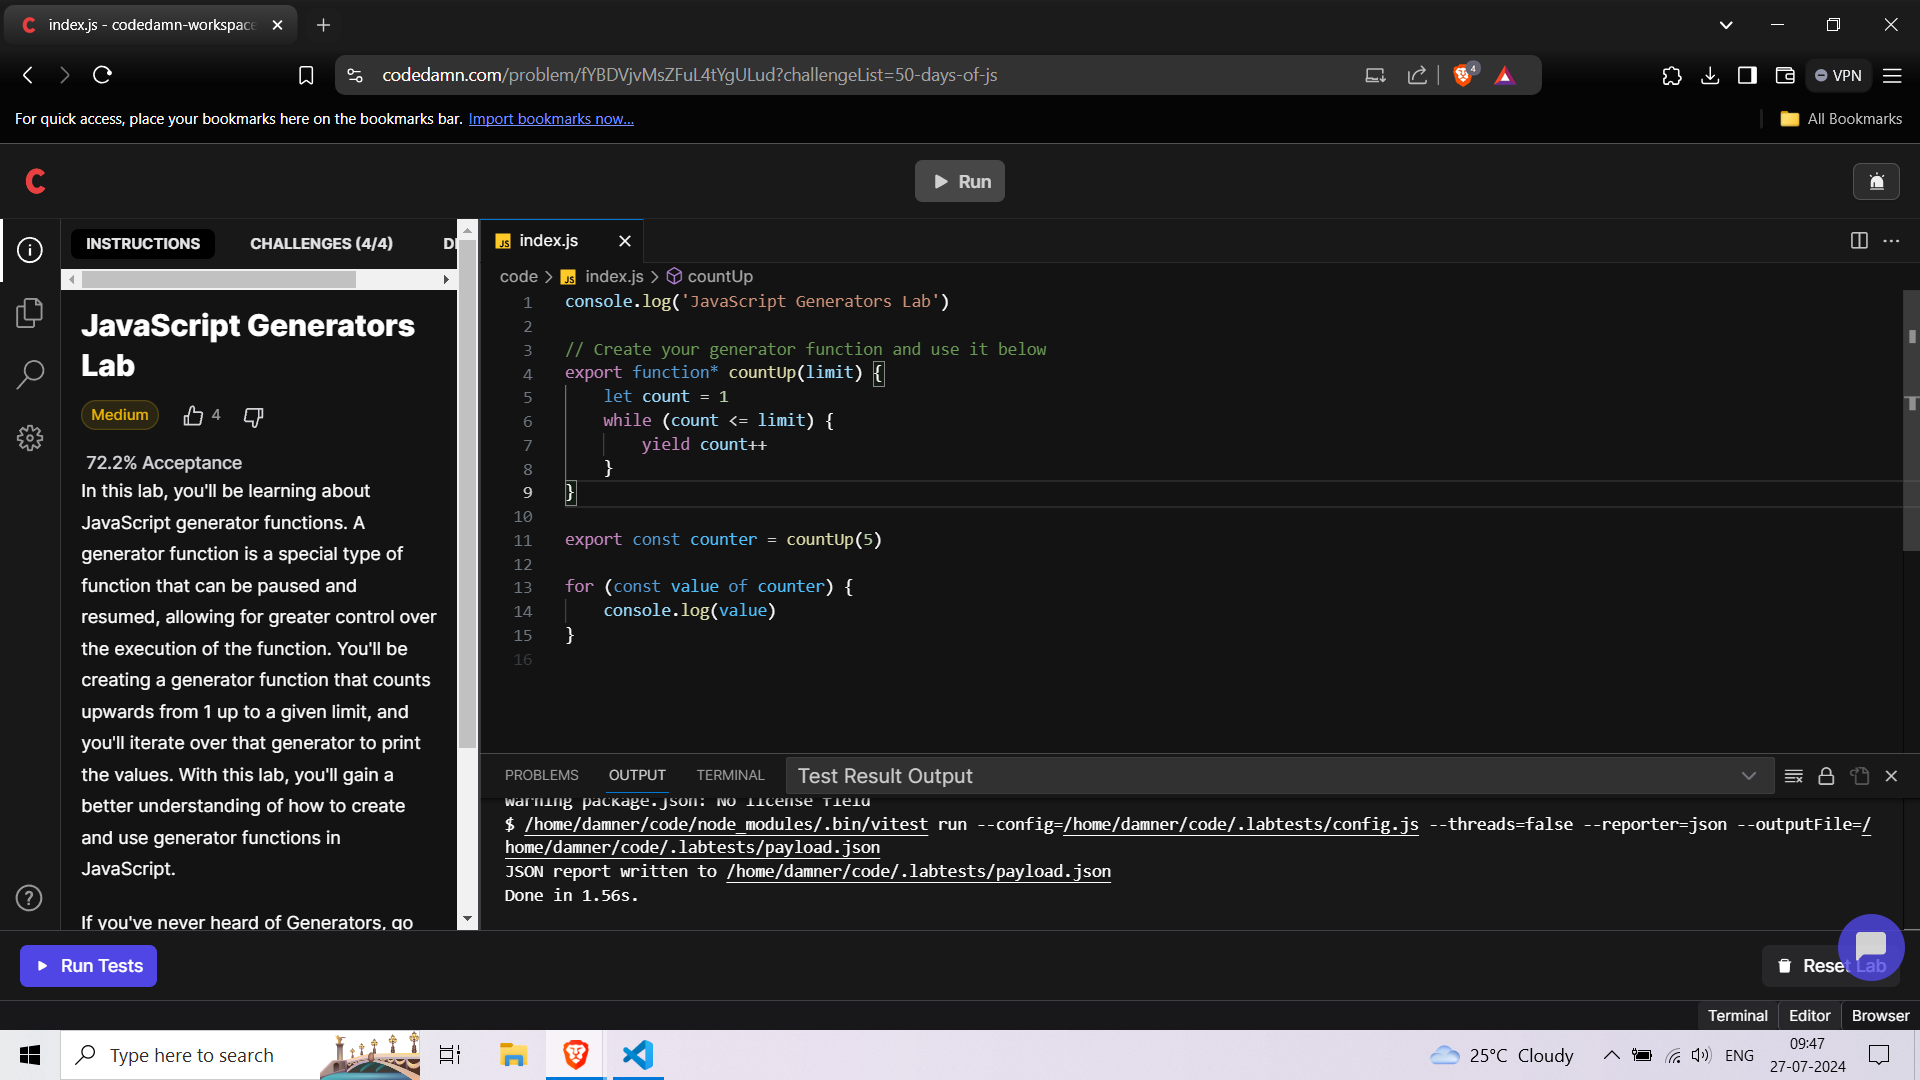 index.js - codedamn-workspace
codedamn.com/problem/fYBDVjvMsZFuL4tYgULud?challengeList=50-days-of-js
4
VPN
For quick access, place your bookmarks here on the bookmarks bar. Import bookmarks now...
All Bookmarks
Run
INSTRUCTIONS
CHALLENGES (4/4)
JavaScript Generators
Lab
Medium
4
72.2% Acceptance
In this lab, you'll be learning about
JavaScript generator functions. A
generator function is a special type of
function that can be paused and
resumed, allowing for greater control over
the execution of the function. You'll be
creating a generator function that counts
upwards from 1 up to a given limit, and
you'll iterate over that generator to print
the values. With this lab, you'll gain a
better understanding of how to create
and use generator functions in
JavaScript.
If you've never heard of Generators, go
JS index.js
code > JS index.js > countUp
1 console.log('JavaScript Generators Lab')
2
3 // Create your generator function and use it below
4 export function* countUp(limit) {
5 let count = 1
6 while (count <= limit) {
7 yield count++
8 }
9 }
10
11 export const counter = countUp(5)
12
13 for (const value of counter) {
14 console.log(value)
15 }
16
PROBLEMS
OUTPUT
TERMINAL
Test Result Output
warning package.json: No license field
$ /home/damner/code/node_modules/.bin/vitest run --config=/home/damner/code/.labtests/config.js --threads=false --reporter=json --outputFile=/
home/damner/code/.labtests/payload.json
JSON report written to /home/damner/code/.labtests/payload.json
Done in 1.56s.
Run Tests
Reset Lab
Terminal
Editor
Browser
Type here to search
25°C Cloudy
ENG
09:47
27-07-2024